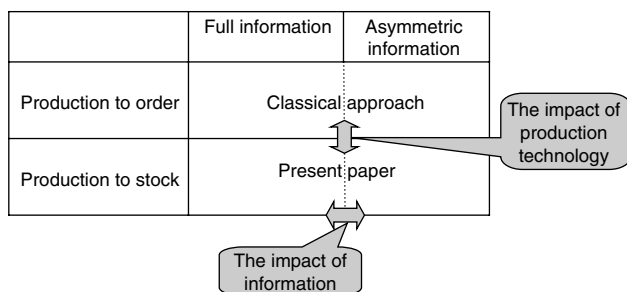 Full information
Asymmetric
information
Production to order
Classical approach
The impact of
production
technology
Production to stock
Present paper
The impact of
information